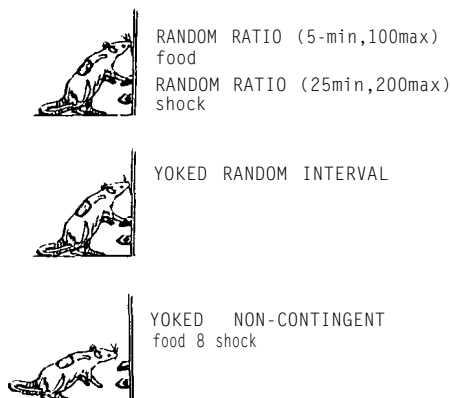 RANDOM RATIO (5-min,100max)
food
RANDOM RATIO (25min,200max)
shock
YOKED RANDOM INTERVAL
YOKED NON-CONTINGENT
food 8 shock